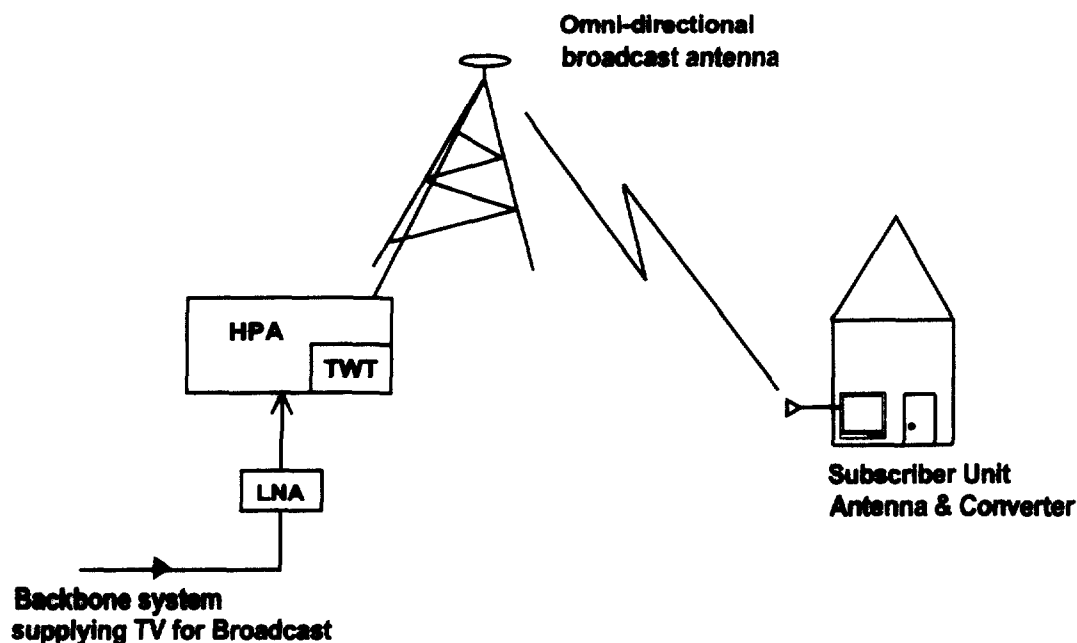 Omni-directional
broadcast antenna
HPA
TWT
LNA
Subscriber Unit
Antenna & Converter
Backbone system
supplying TV for Broadcast